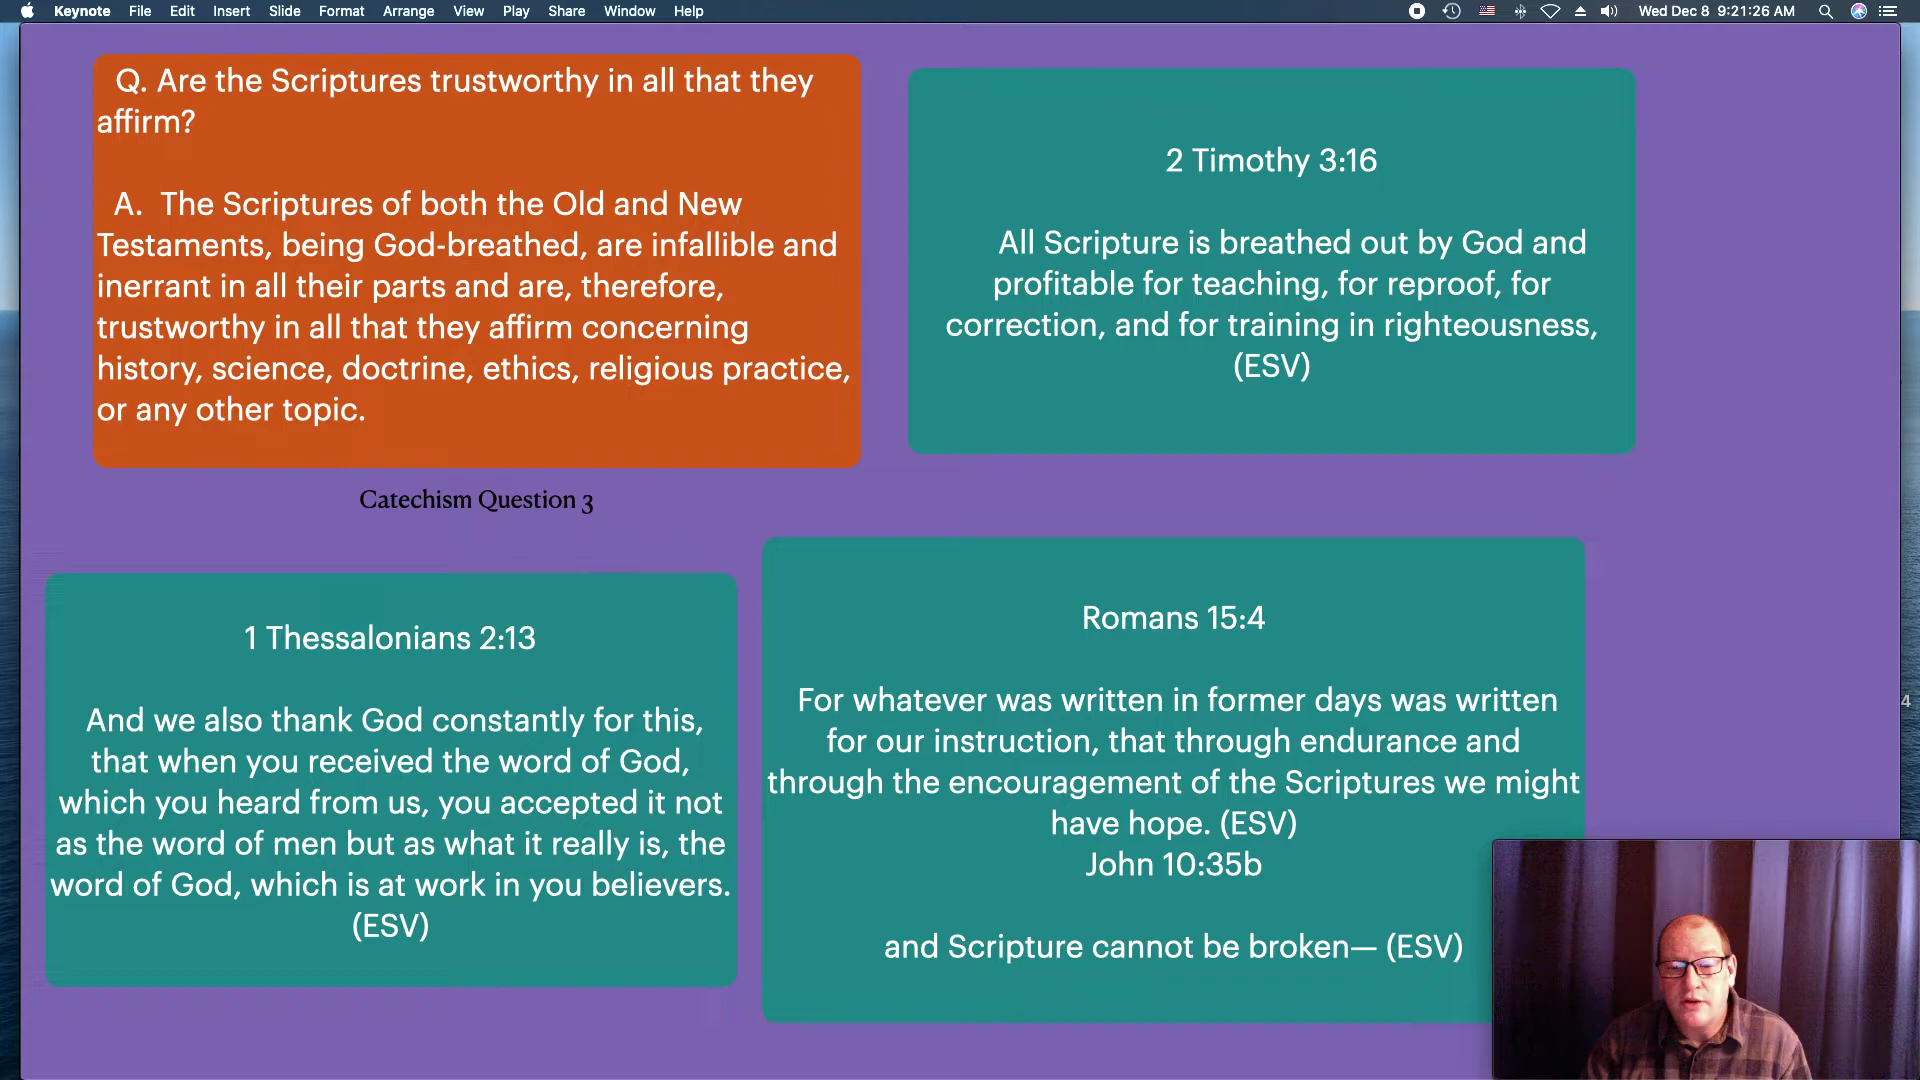 Keynote File Edit Insert Slide Format Arrange View Play Share Window Help
Wed Dec 8 9:21:26 AM
Q. Are the Scriptures trustworthy in all that they
affirm?
A. The Scriptures of both the Old and New
Testaments, being God-breathed, are infallible and
inerrant in all their parts and are, therefore,
trustworthy in all that they affirm concerning
history, science, doctrine, ethics, religious practice,
or any other topic.
Catechism Question 3
2 Timothy 3:16
All Scripture is breathed out by God and
profitable for teaching, for reproof, for
correction, and for training in righteousness,
(ESV)
1 Thessalonians 2:13
And we also thank God constantly for this,
that when you received the word of God,
which you heard from us, you accepted it not
as the word of men but as what it really is, the
word of God, which is at work in you believers.
(ESV)
Romans 15:4
For whatever was written in former days was written
for our instruction, that through endurance and
through the encouragement of the Scriptures we might
have hope. (ESV)
John 10:35b
and Scripture cannot be broken— (ESV)
4